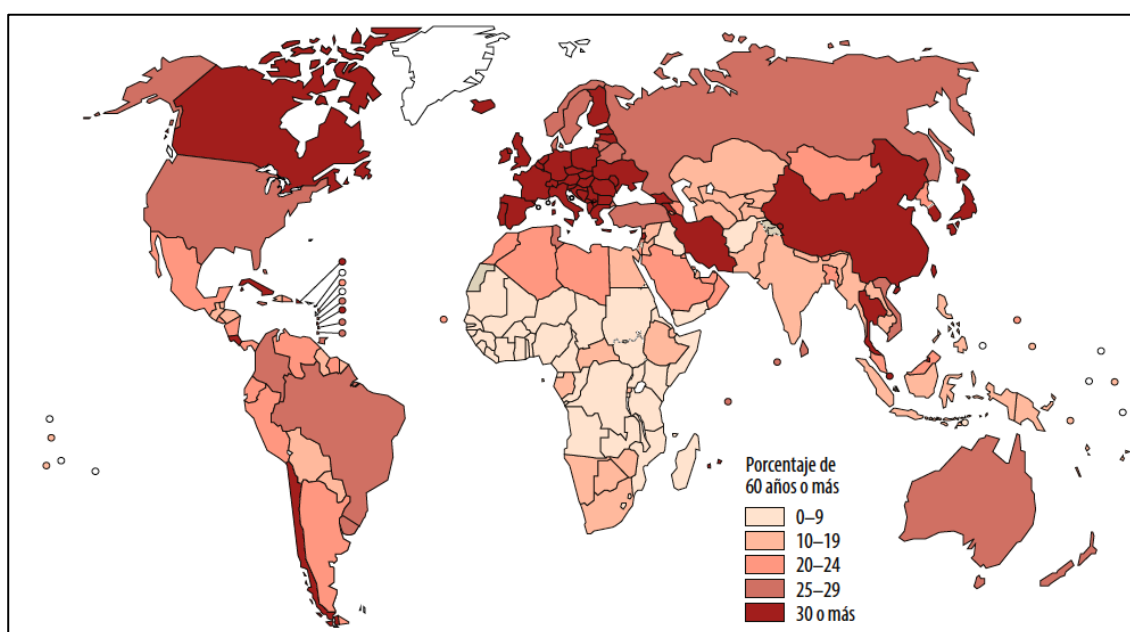 Porcentaje de
60 años o más
0–9
10–19
20–24
25–29
30 o más